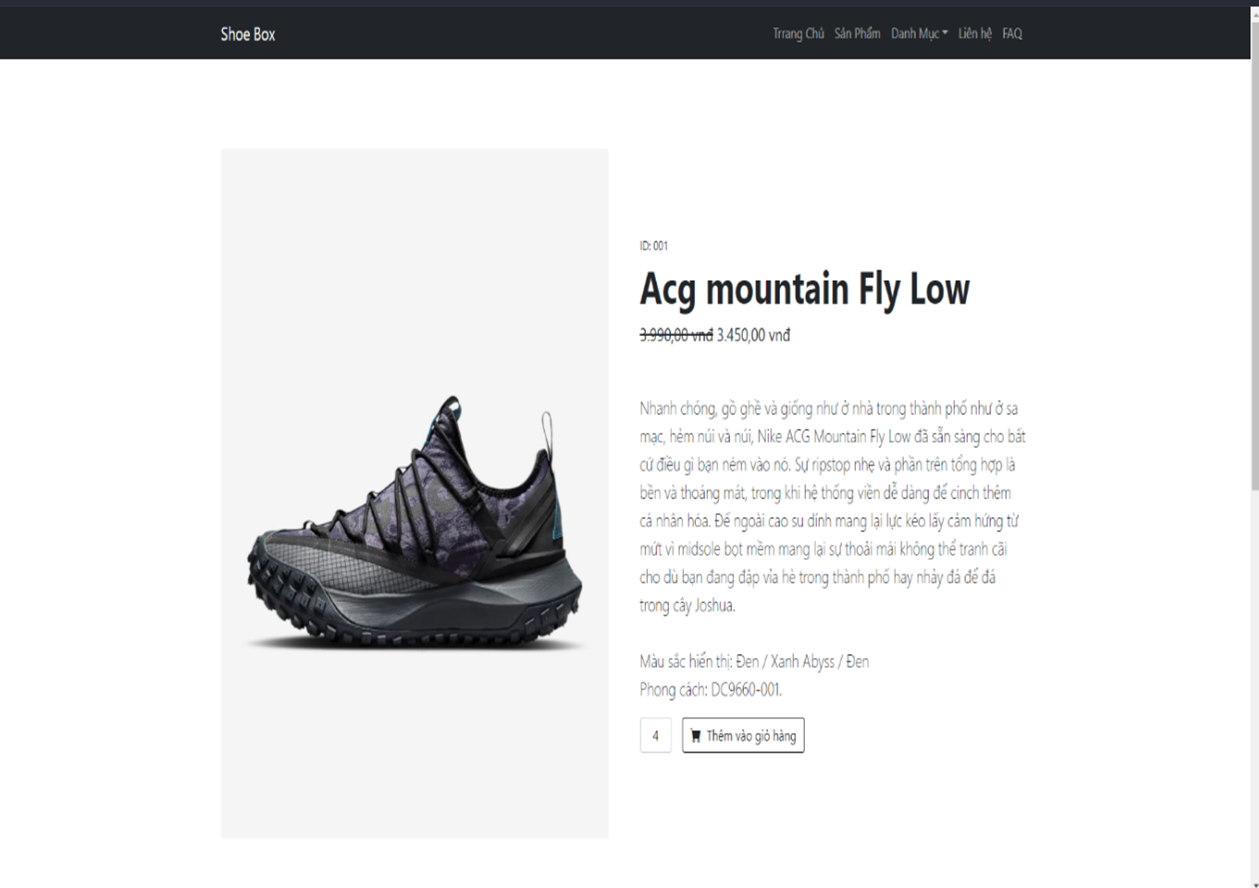 Shoe Box
Trrang Chủ Sản Phẩm Danh Mục Liên hệ FAQ
ID: 001
Acg mountain Fly Low
3.990,00 vnđ 3.450,00 vnđ
Nhanh chóng, gồ ghề và giống như ở nhà trong thành phố như ở sa
mạc, hẻm núi và núi, Nike ACG Mountain Fly Low đã sẵn sàng cho bất
cứ điều gì bạn ném vào nó. Sự ripstop nhẹ và phần trên tổng hợp là
bền và thoáng mát, trong khi hệ thống viền dễ dàng để cinch thêm
cá nhân hóa. Đế ngoài cao su dính mang lại lực kéo lấy cảm hứng từ
mứt vì midsole bọt mềm mang lại sự thoải mái không thể tranh cãi
cho dù bạn đang đập vỉa hè trong thành phố hay nhảy đá để đá
trong cây Joshua.
Màu sắc hiển thị: Đen / Xanh Abyss / Đen
Phong cách: DC9660-001.
4 Thêm vào giỏ hàng